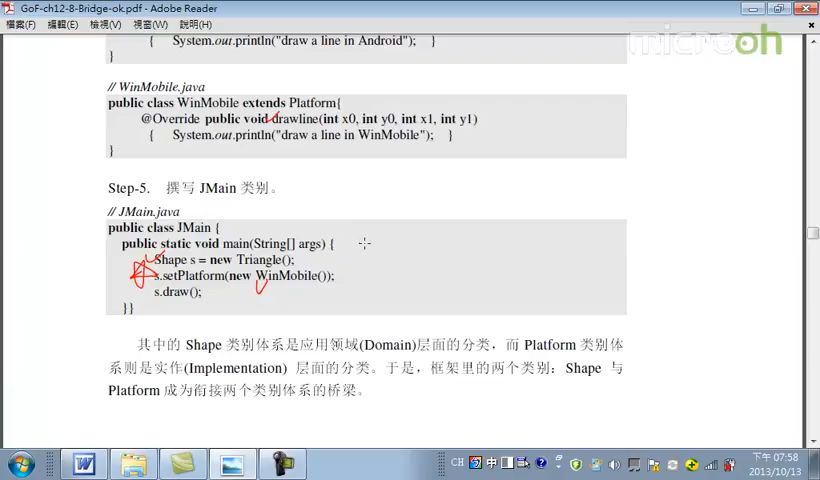 GoF-ch12-8-Bridge-ok.pdf - Adobe Reader
檔案(F) 編輯(E) 檢視(V) 視窗(W) 說明(H)
microoh
{ System.out.println("draw a line in Android"); }
}
// WinMobile.java
public class WinMobile extends Platform{
@Override public void drawline(int x0, int y0, int x1, int y1)
{ System.out.println("draw a line in WinMobile"); }
}
Step-5. 撰写 JMain 类别。
// JMain.java
public class JMain {
public static void main(String[] args) {
Shape s = new Triangle();
s.setPlatform(new WinMobile());
s.draw();
}}
其中的 Shape 类别体系是应用领域(Domain)层面的分类，而 Platform 类别体
系则是实作(Implementation) 层面的分类。于是，框架里的两个类别：Shape 与
Platform 成为衔接两个类别体系的桥梁。
CH 中
下午 07:58
2013/10/13